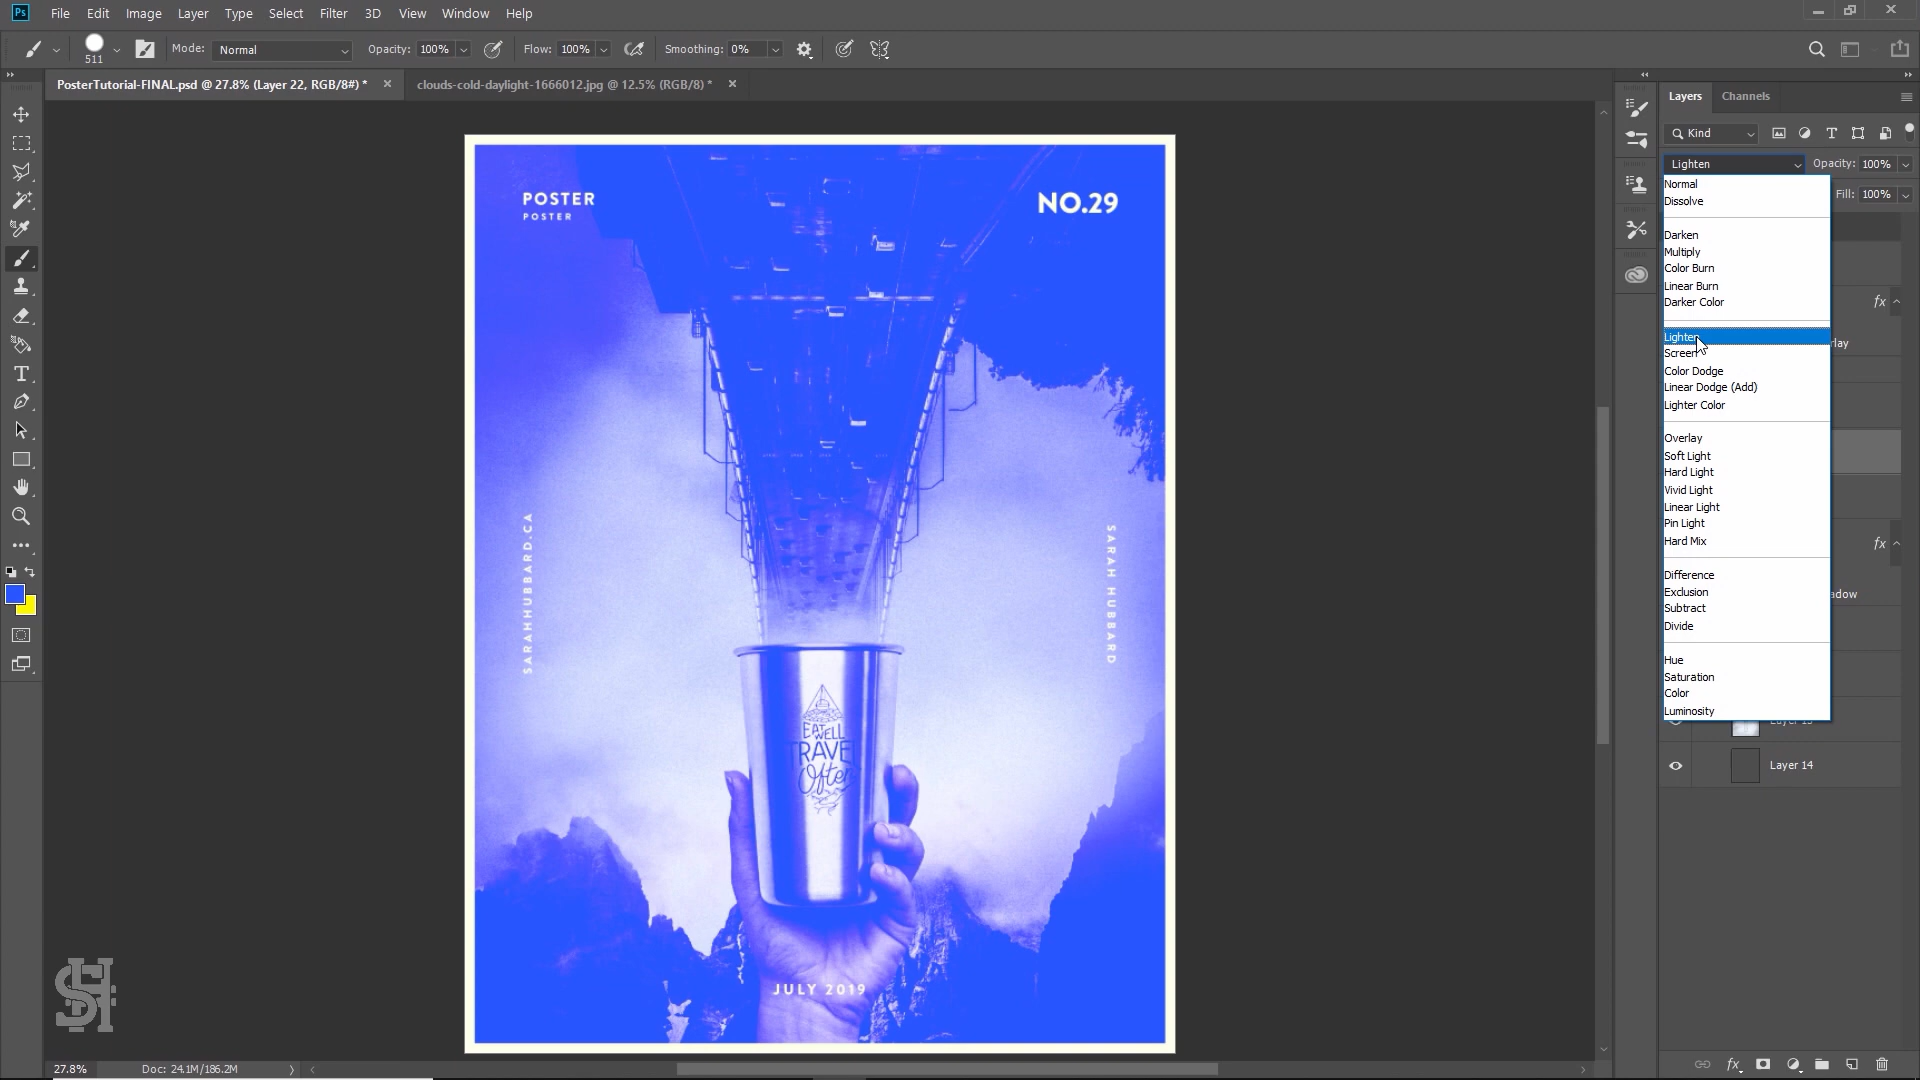 Ps File Edit Image Layer Type Select Filter 3D View Window Help
511 Mode: Normal Opacity: 100% Flow: 100% Smoothing: 0%
PosterTutorial-FINAL.psd @ 27.8% (Layer 22, RGB/8#) *
clouds-cold-daylight-1666012.jpg @ 12.5% (RGB/8) *
Layers Channels
Kind
Lighten Opacity: 100%
Fill: 100%
Normal
Dissolve
Darken
Multiply
Color Burn
Linear Burn
Darker Color
Lighten
Screen
Color Dodge
Linear Dodge (Add)
Lighter Color
Overlay
Soft Light
Hard Light
Vivid Light
Linear Light
Pin Light
Hard Mix
Difference
Exclusion
Subtract
Divide
Hue
Saturation
Color
Luminosity
fx
fx
Layer 14
POSTER
POSTER
NO.29
SARAHHUBBARD.CA
SARAH HUBBARD
EAT WELL
TRAVEL
Often
JULY 2019
SH
27.8% Doc: 24.1M/186.2M
fx